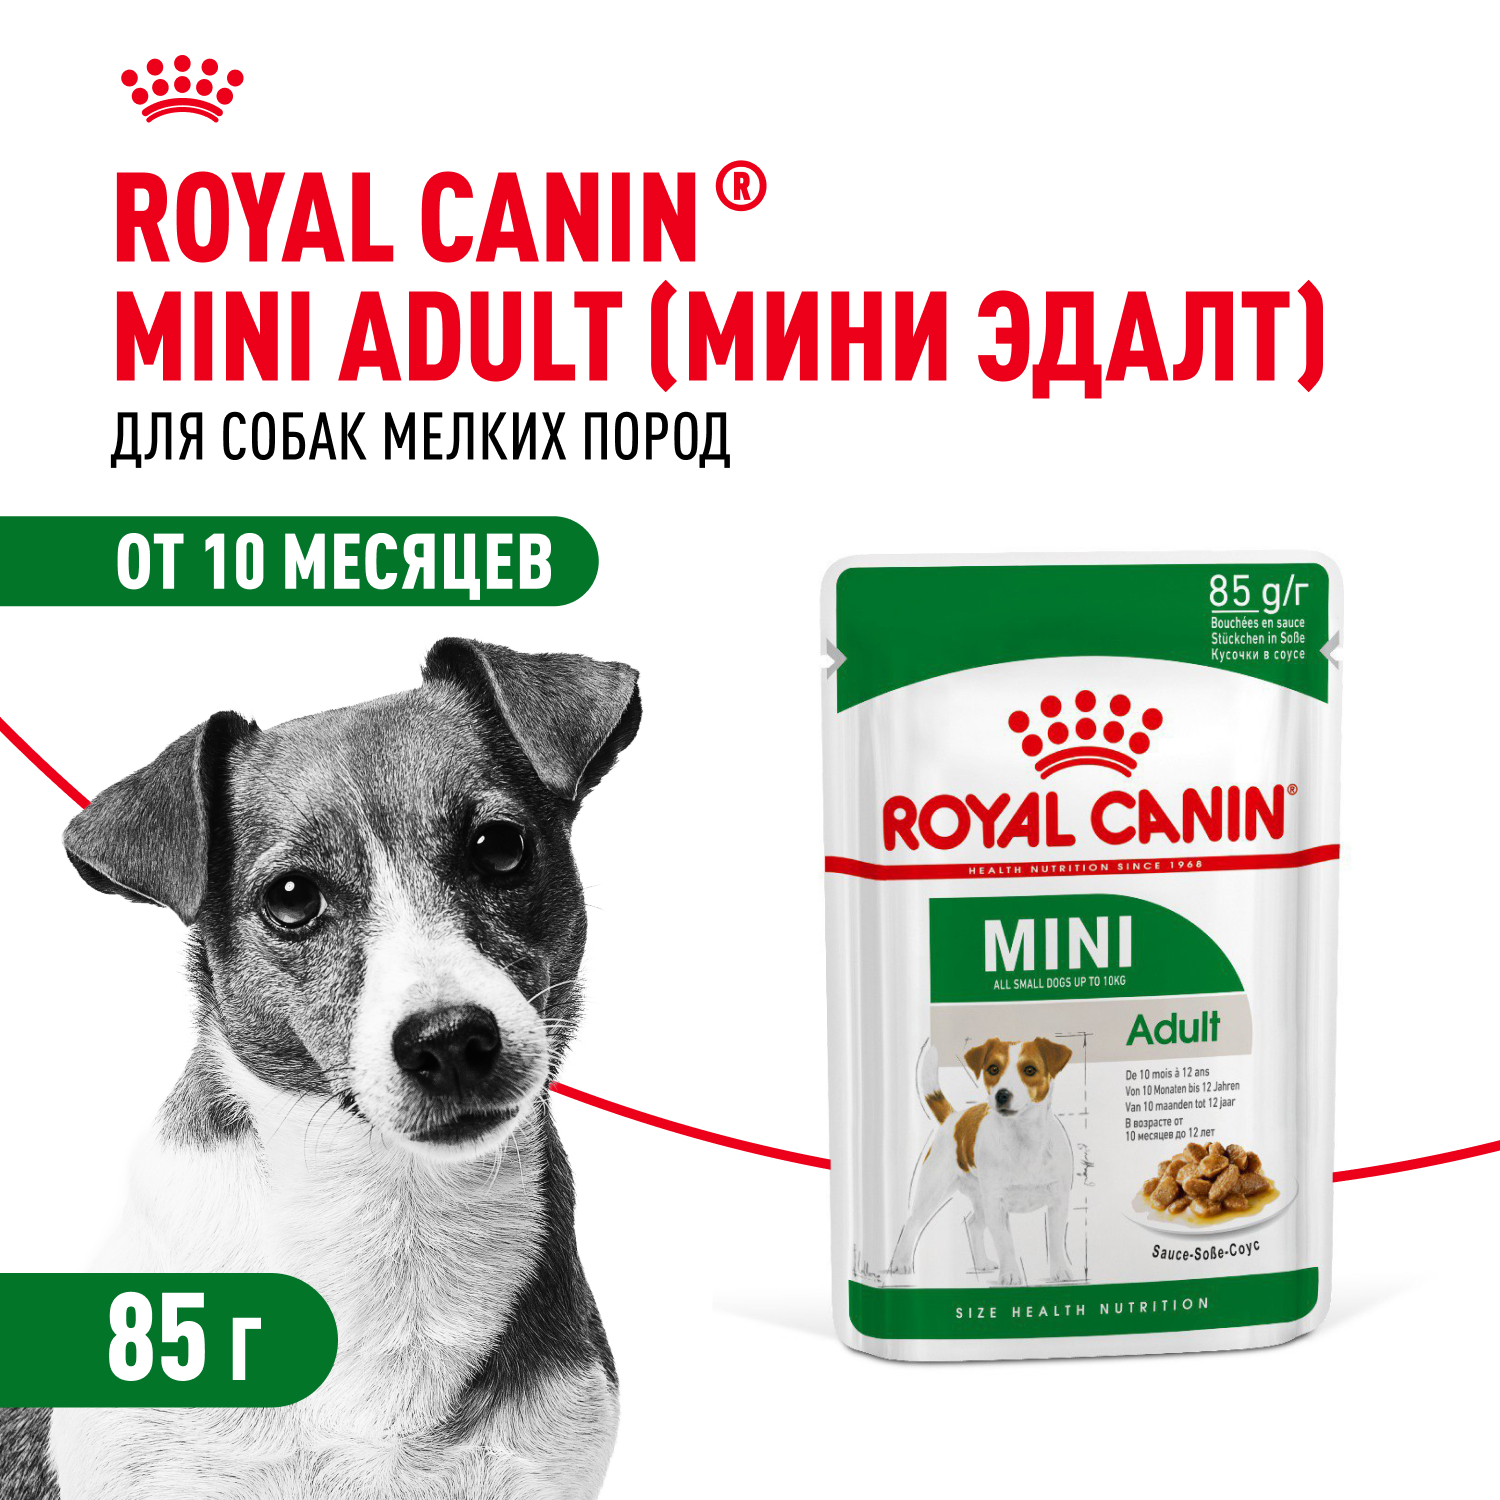 ROYAL CANIN®
MINI ADULT (МИНИ ЭДАЛТ)
ДЛЯ СОБАК МЕЛКИХ ПОРОД
ОТ 10 МЕСЯЦЕВ
85 г
85 g/г
Bouchées en sauce
Stückchen in Soße
Кусочки в соусе
ROYAL CANIN®
HEALTH NUTRITION SINCE 1968
MINI
ALL SMALL DOGS UP TO 10KG
Adult
De 10 mois à 12 ans
Von 10 Monaten bis 12 Jahren
Van 10 maanden tot 12 jaar
В возрасте от
10 месяцев до 12 лет
Sauce-Soße-Соус
SIZE HEALTH NUTRITION